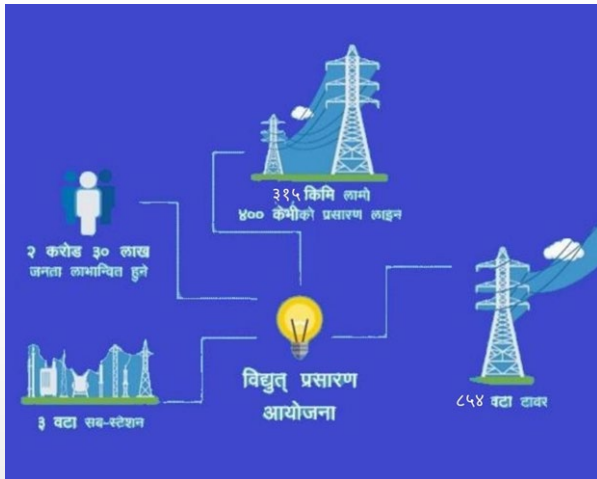 ३१५ किमि लामो
४०० केभीको प्रसारण लाइन
२ करोड ३० लाख
जनता लाभान्वित हुने
विद्युत् प्रसारण
आयोजना
८५४ वटा टावर
३ वटा सब-स्टेशन